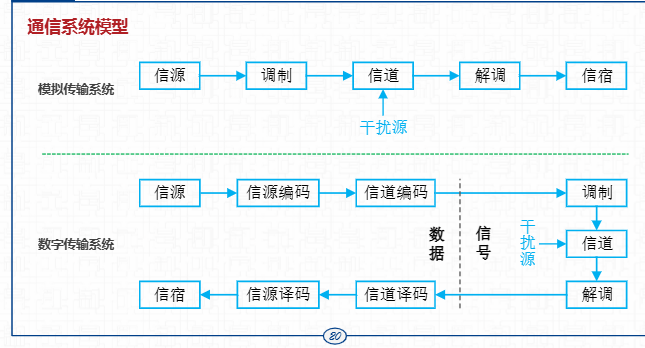 通信系统模型
模拟传输系统
信源
调制
信道
解调
信宿
干扰源
数字传输系统
信源
信源编码
信道编码
调制
数据
信号
干扰源
信道
信宿
信源译码
信道译码
解调
20